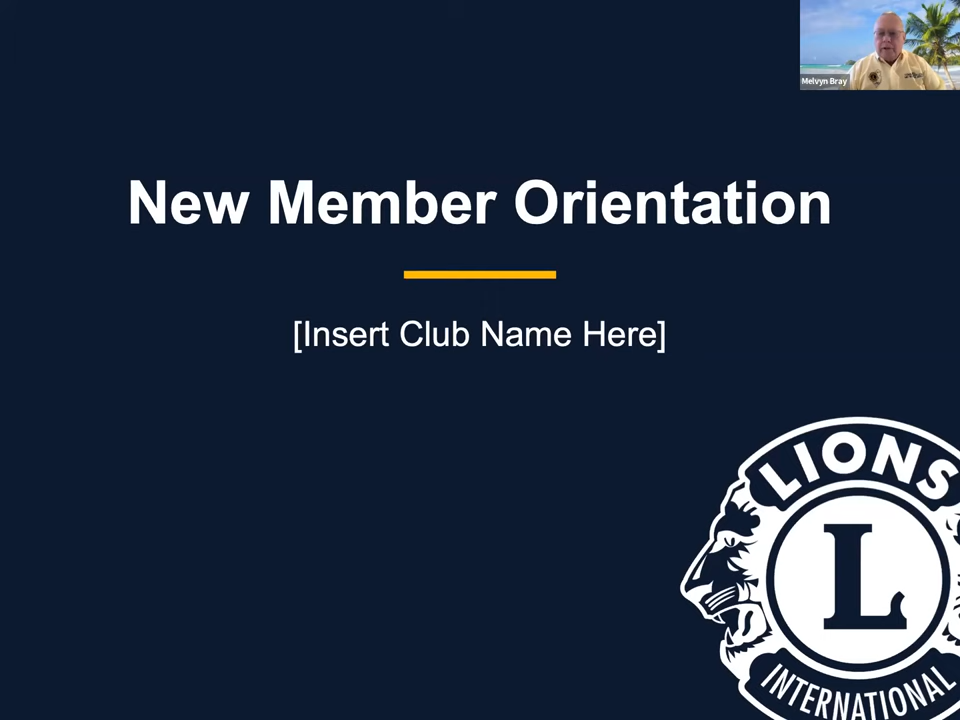 Melvyn Bray
New Member Orientation
[Insert Club Name Here]
LIONS
L
INTERNATIONAL